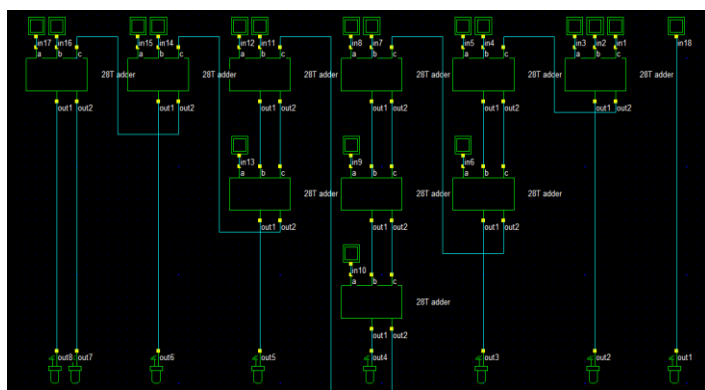 in17 in16 in15 in14 in12 in11 in8 in7 in5 in4 in3 in2 in1 in18
a b c a b c a b c a b c a b c a b c
28T adder 28T adder 28T adder 28T adder 28T adder 28T adder
out1 out2 out1 out2 out1 out2 out1 out2 out1 out2 out1 out2
in13 in9 in6
a b c a b c a b c
28T adder 28T adder 28T adder
out1 out2 out1 out2 out1 out2
in10
a b c
28T adder
out1 out2
out8 out7 out6 out5 out4 out3 out2 out1